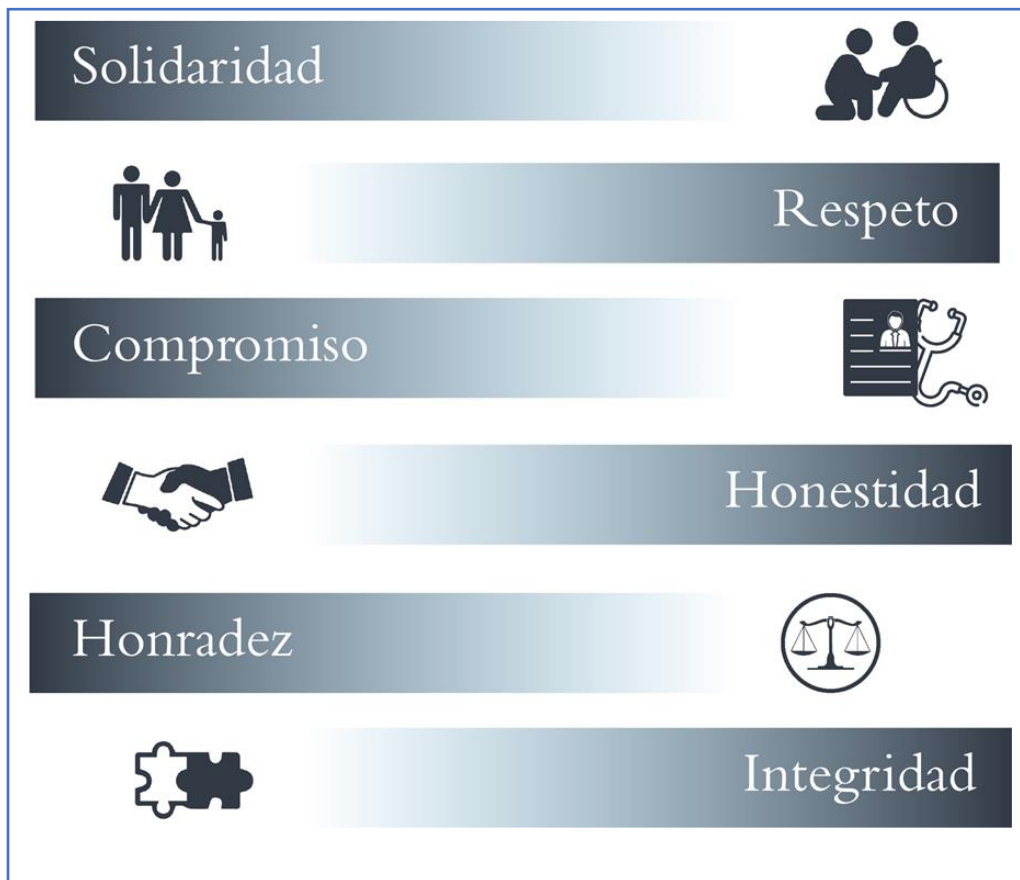 Solidaridad
Respeto
Compromiso
Honestidad
Honradez
Integridad